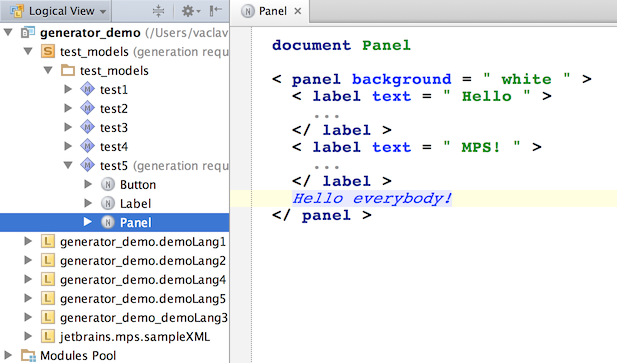 Logical View
generator_demo (/Users/vaclav
test_models (generation requ
test_models
test1
test2
test3
test4
test5 (generation requ
Button
Label
Panel
generator_demo.demoLang1
generator_demo.demoLang2
generator_demo.demoLang4
generator_demo.demoLang5
generator_demo_demoLang3
jetbrains.mps.sampleXML
Modules Pool
Panel
document Panel
< panel background = " white " >
< label text = " Hello " >
...
</ label >
< label text = " MPS! " >
...
</ label >
Hello everybody!
</ panel >